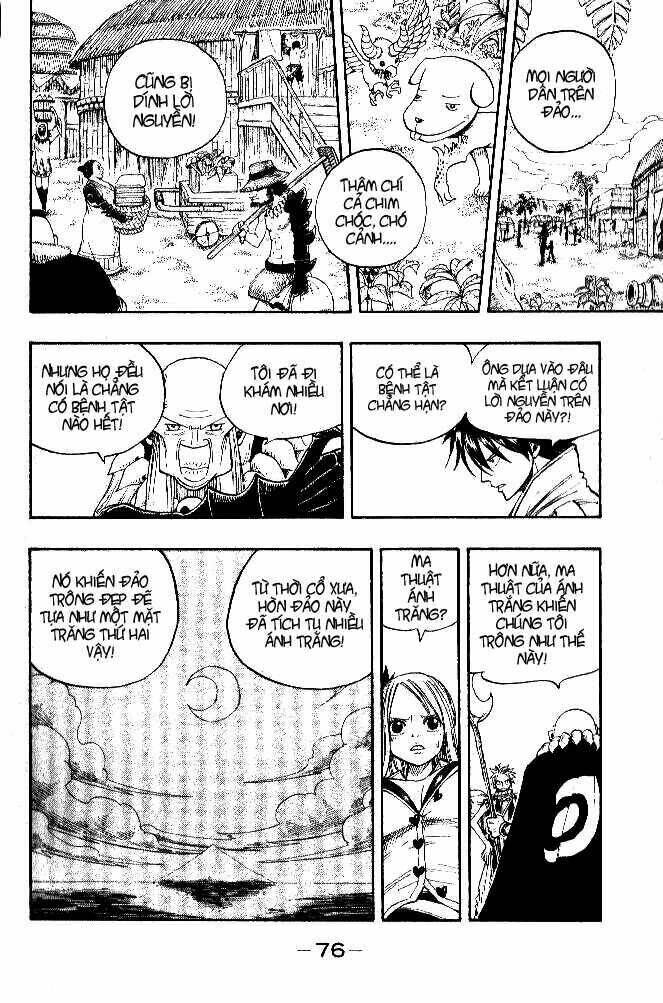 MỌI NGƯỜI
DÂN TRÊN
ĐẢO...
THẬM CHÍ
CẢ CHIM
CHÓC, CHÓ
CẢNH....
CŨNG BỊ
DÍNH LỜI
NGUYỀN!
ÔNG DỰA VÀO ĐÂU
MÀ KẾT LUẬN CÓ
LỜI NGUYỀN TRÊN
ĐẢO NÀY?!
CÓ THỂ LÀ
BỆNH TẬT
CHẲNG HẠN?
TÔI ĐÃ ĐI
KHÁM NHIỀU
NƠI!
NHƯNG HỌ ĐỀU
NÓI LÀ CHẲNG
CÓ BỆNH TẬT
NÀO HẾT!
HƠN NỮA, MA
THUẬT CỦA ÁNH
TRĂNG KHIẾN
CHÚNG TÔI
TRÔNG NHƯ THẾ
NÀY!
MA
THUẬT
ÁNH
TRĂNG?
TỪ THỜI CỔ XƯA,
HÒN ĐẢO NÀY
ĐÃ TÍCH TỤ NHIỀU
ÁNH TRĂNG!
NÓ KHIẾN ĐẢO
TRÔNG ĐẸP ĐẼ
TỰA NHƯ MỘT MẶT
TRĂNG THỨ HAI
VẬY!
-76-